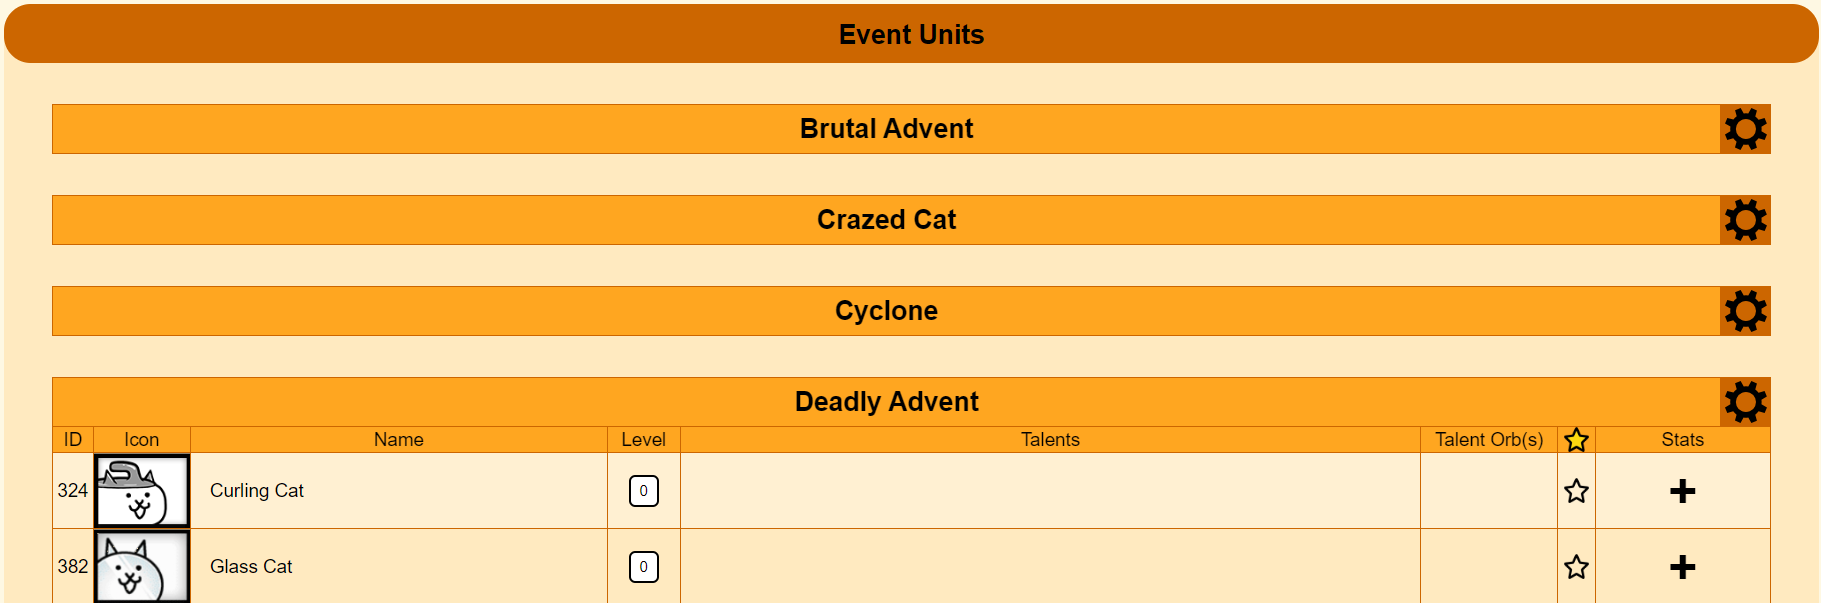 Event Units
Brutal Advent
Crazed Cat
Cyclone
Deadly Advent
ID Icon Name Level Talents Talent Orb(s) Stats
324 Curling Cat 0
382 Glass Cat 0